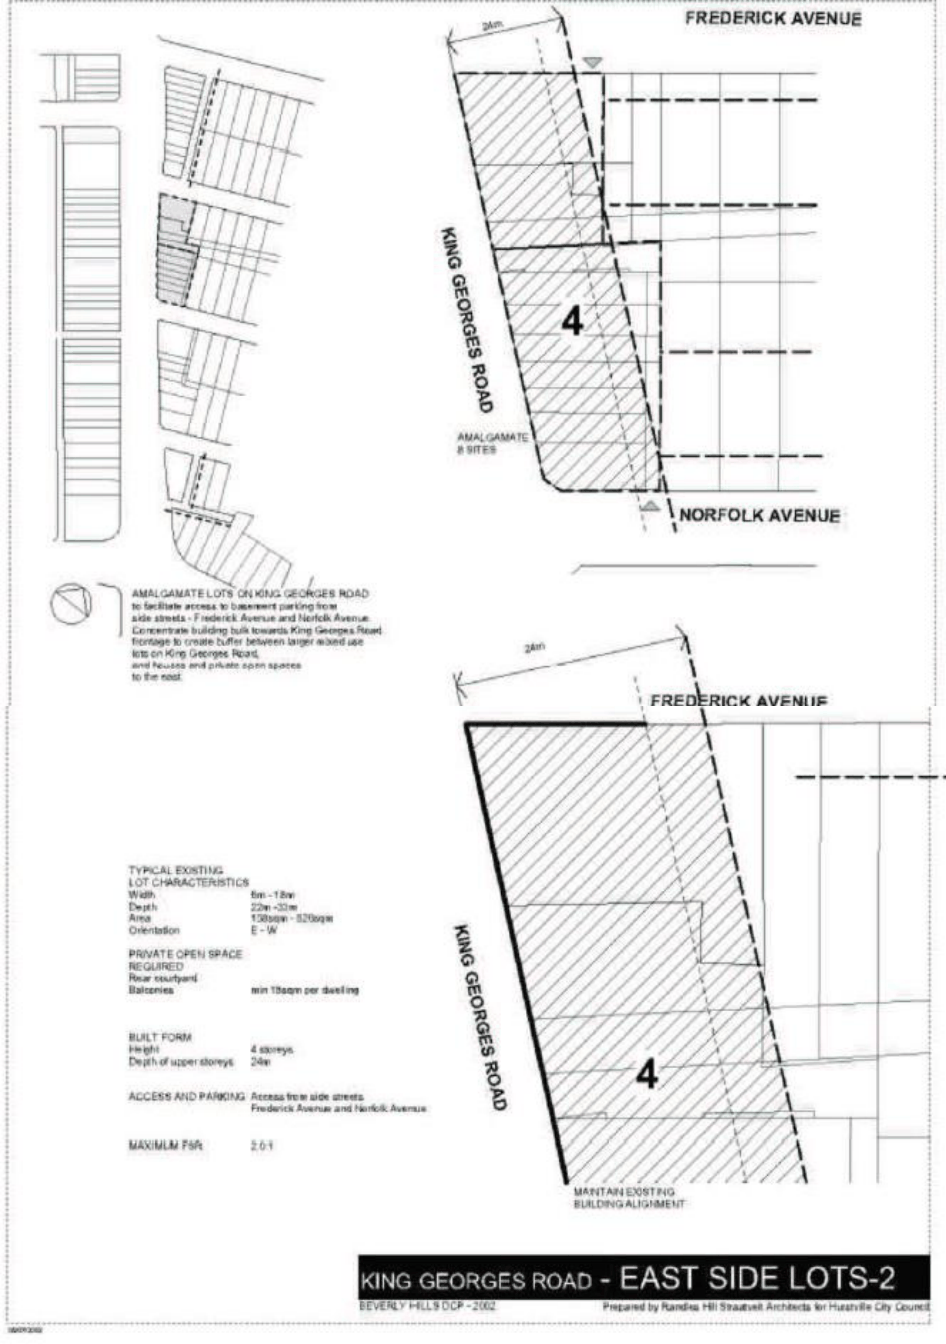 FREDERICK AVENUE
24m
KING GEORGES ROAD
4
AMALGAMATE
8 SITES
NORFOLK AVENUE
AMALGAMATE LOTS ON KING GEORGES ROAD
to facilitate access to basement parking from
side streets - Frederick Avenue and Norfolk Avenue.
Concentrate building bulk towards King Georges Road
frontage to create buffer between larger mixed use
lots on King Georges Road,
and houses and private open spaces
to the east.
24m
FREDERICK AVENUE
KING GEORGES ROAD
4
MAINTAIN EXISTING
BUILDING ALIGNMENT
TYPICAL EXISTING
LOT CHARACTERISTICS
Width 6m - 18m
Depth
Area
Orientation E - W
PRIVATE OPEN SPACE
REQUIRED
Rear courtyard
Balconies min 18sqm per dwelling
BUILT FORM
Height 4 storeys
Depth of upper storeys 24m
ACCESS AND PARKING Access from side streets
Frederick Avenue and Norfolk Avenue
MAXIMUM FSR 2.0:1
KING GEORGES ROAD - EAST SIDE LOTS-2
BEVERLY HILLS DCP - 2002 Prepared by Hill Architects for Hurstville City Council